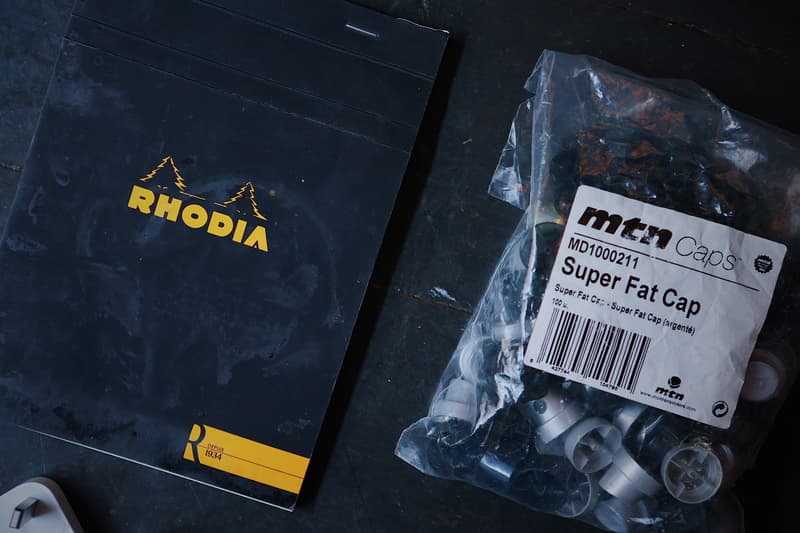 RHODIA
R DEPUIS
1934
mtn Caps
MD1000211
Super Fat Cap
Super Fat Cap - Super Fat Cap (argenté)
100 u.
mtn